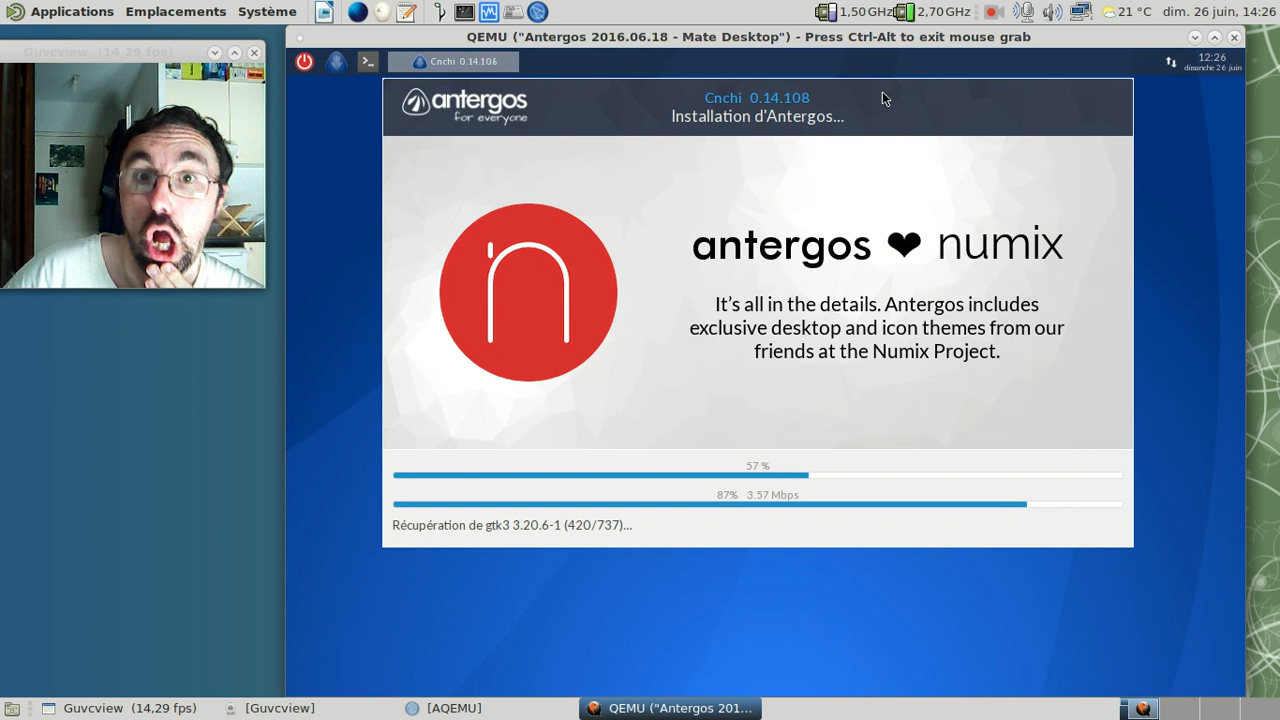 Applications Emplacements Système
1,50 GHz 2,70 GHz 21 °C dim. 26 juin, 14:26
Guvcview (14,29 fps)
QEMU ("Antergos 2016.06.18 - Mate Desktop") - Press Ctrl-Alt to exit mouse grab
Cnchi 0.14.108
12:26
dimanche 26 juin
antergos
for everyone
Cnchi 0.14.108
Installation d'Antergos...
antergos ❤ numix
It's all in the details. Antergos includes
exclusive desktop and icon themes from our
friends at the Numix Project.
57 %
87% 3.57 Mbps
Récupération de gtk3 3.20.6-1 (420/737)...
Guvcview (14,29 fps)
[Guvcview]
[AQEMU]
QEMU ("Antergos 201...